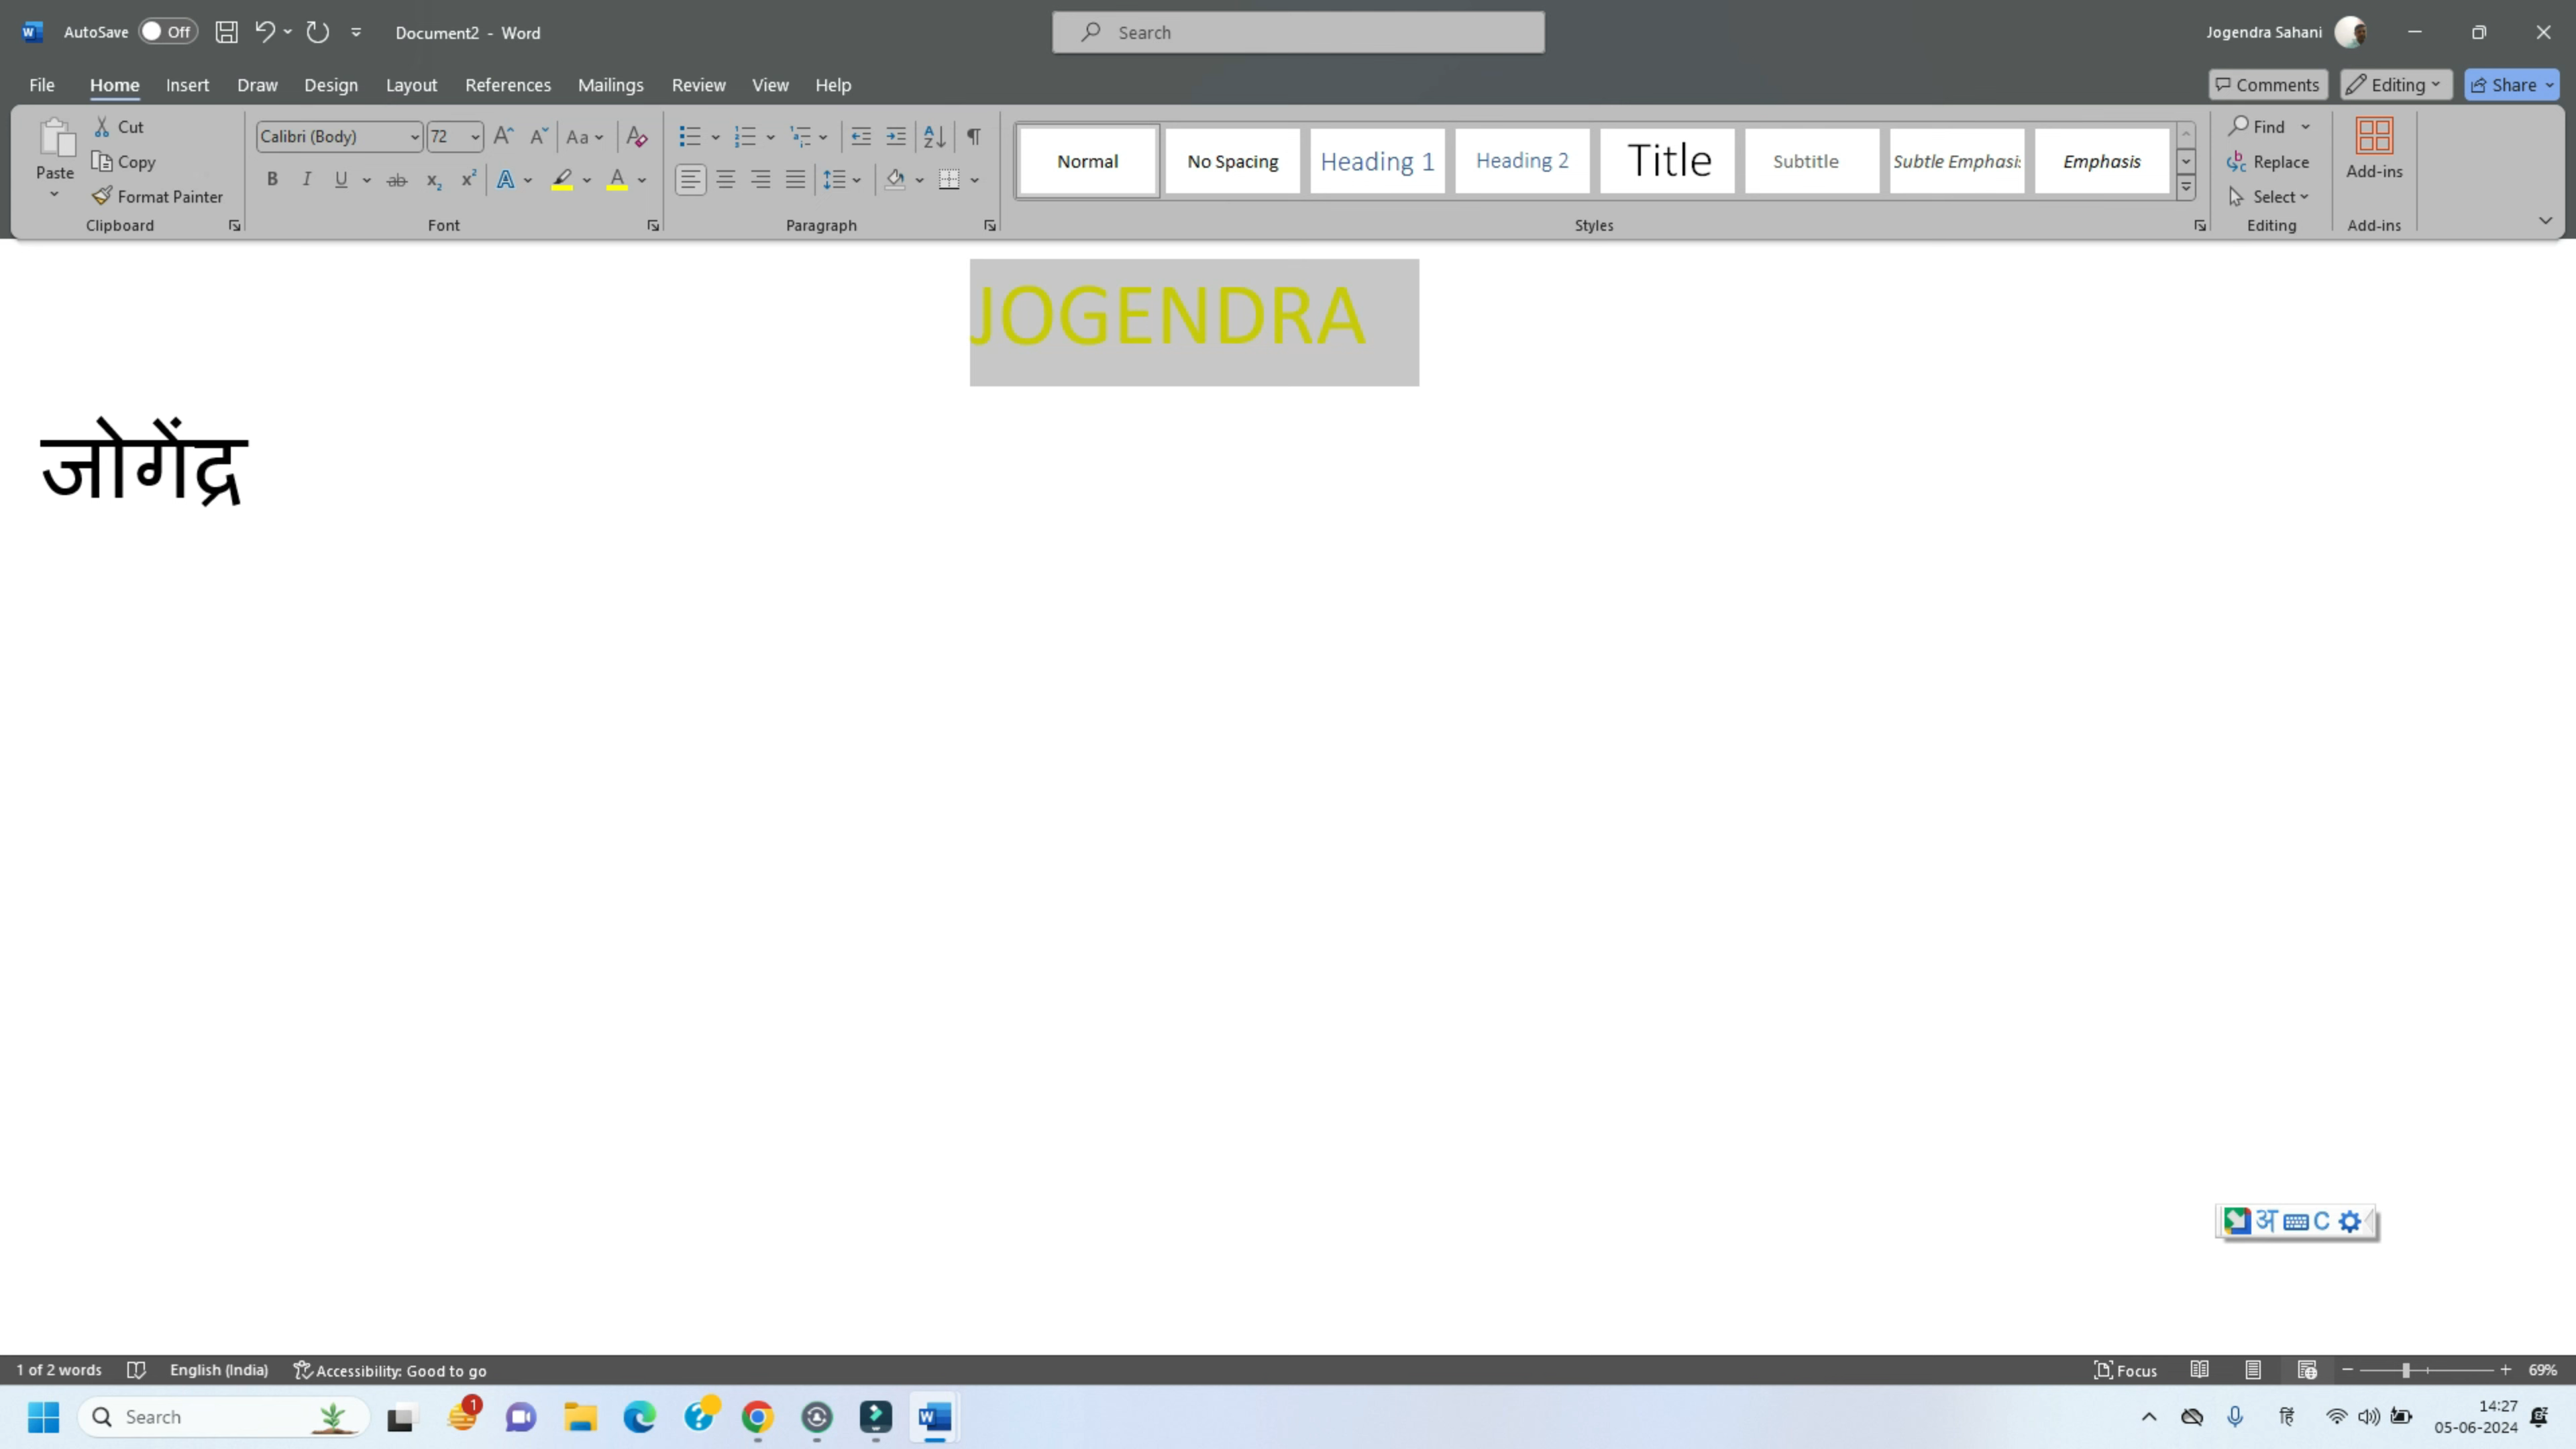 AutoSave Off Document2 - Word Search Jogendra Sahani
File Home Insert Draw Design Layout References Mailings Review View Help Comments Editing Share
Paste Cut Copy Format Painter Clipboard
Calibri (Body) 72 Font
Paragraph
Normal No Spacing Heading 1 Heading 2 Title Subtitle Subtle Emphasi Emphasis Styles
Find Replace Select Editing
Add-ins Add-ins
JOGENDRA
जोगेंद्र
अ C
1 of 2 words English (India) Accessibility: Good to go Focus 69%
Search 1 हि 14:27
05-06-2024